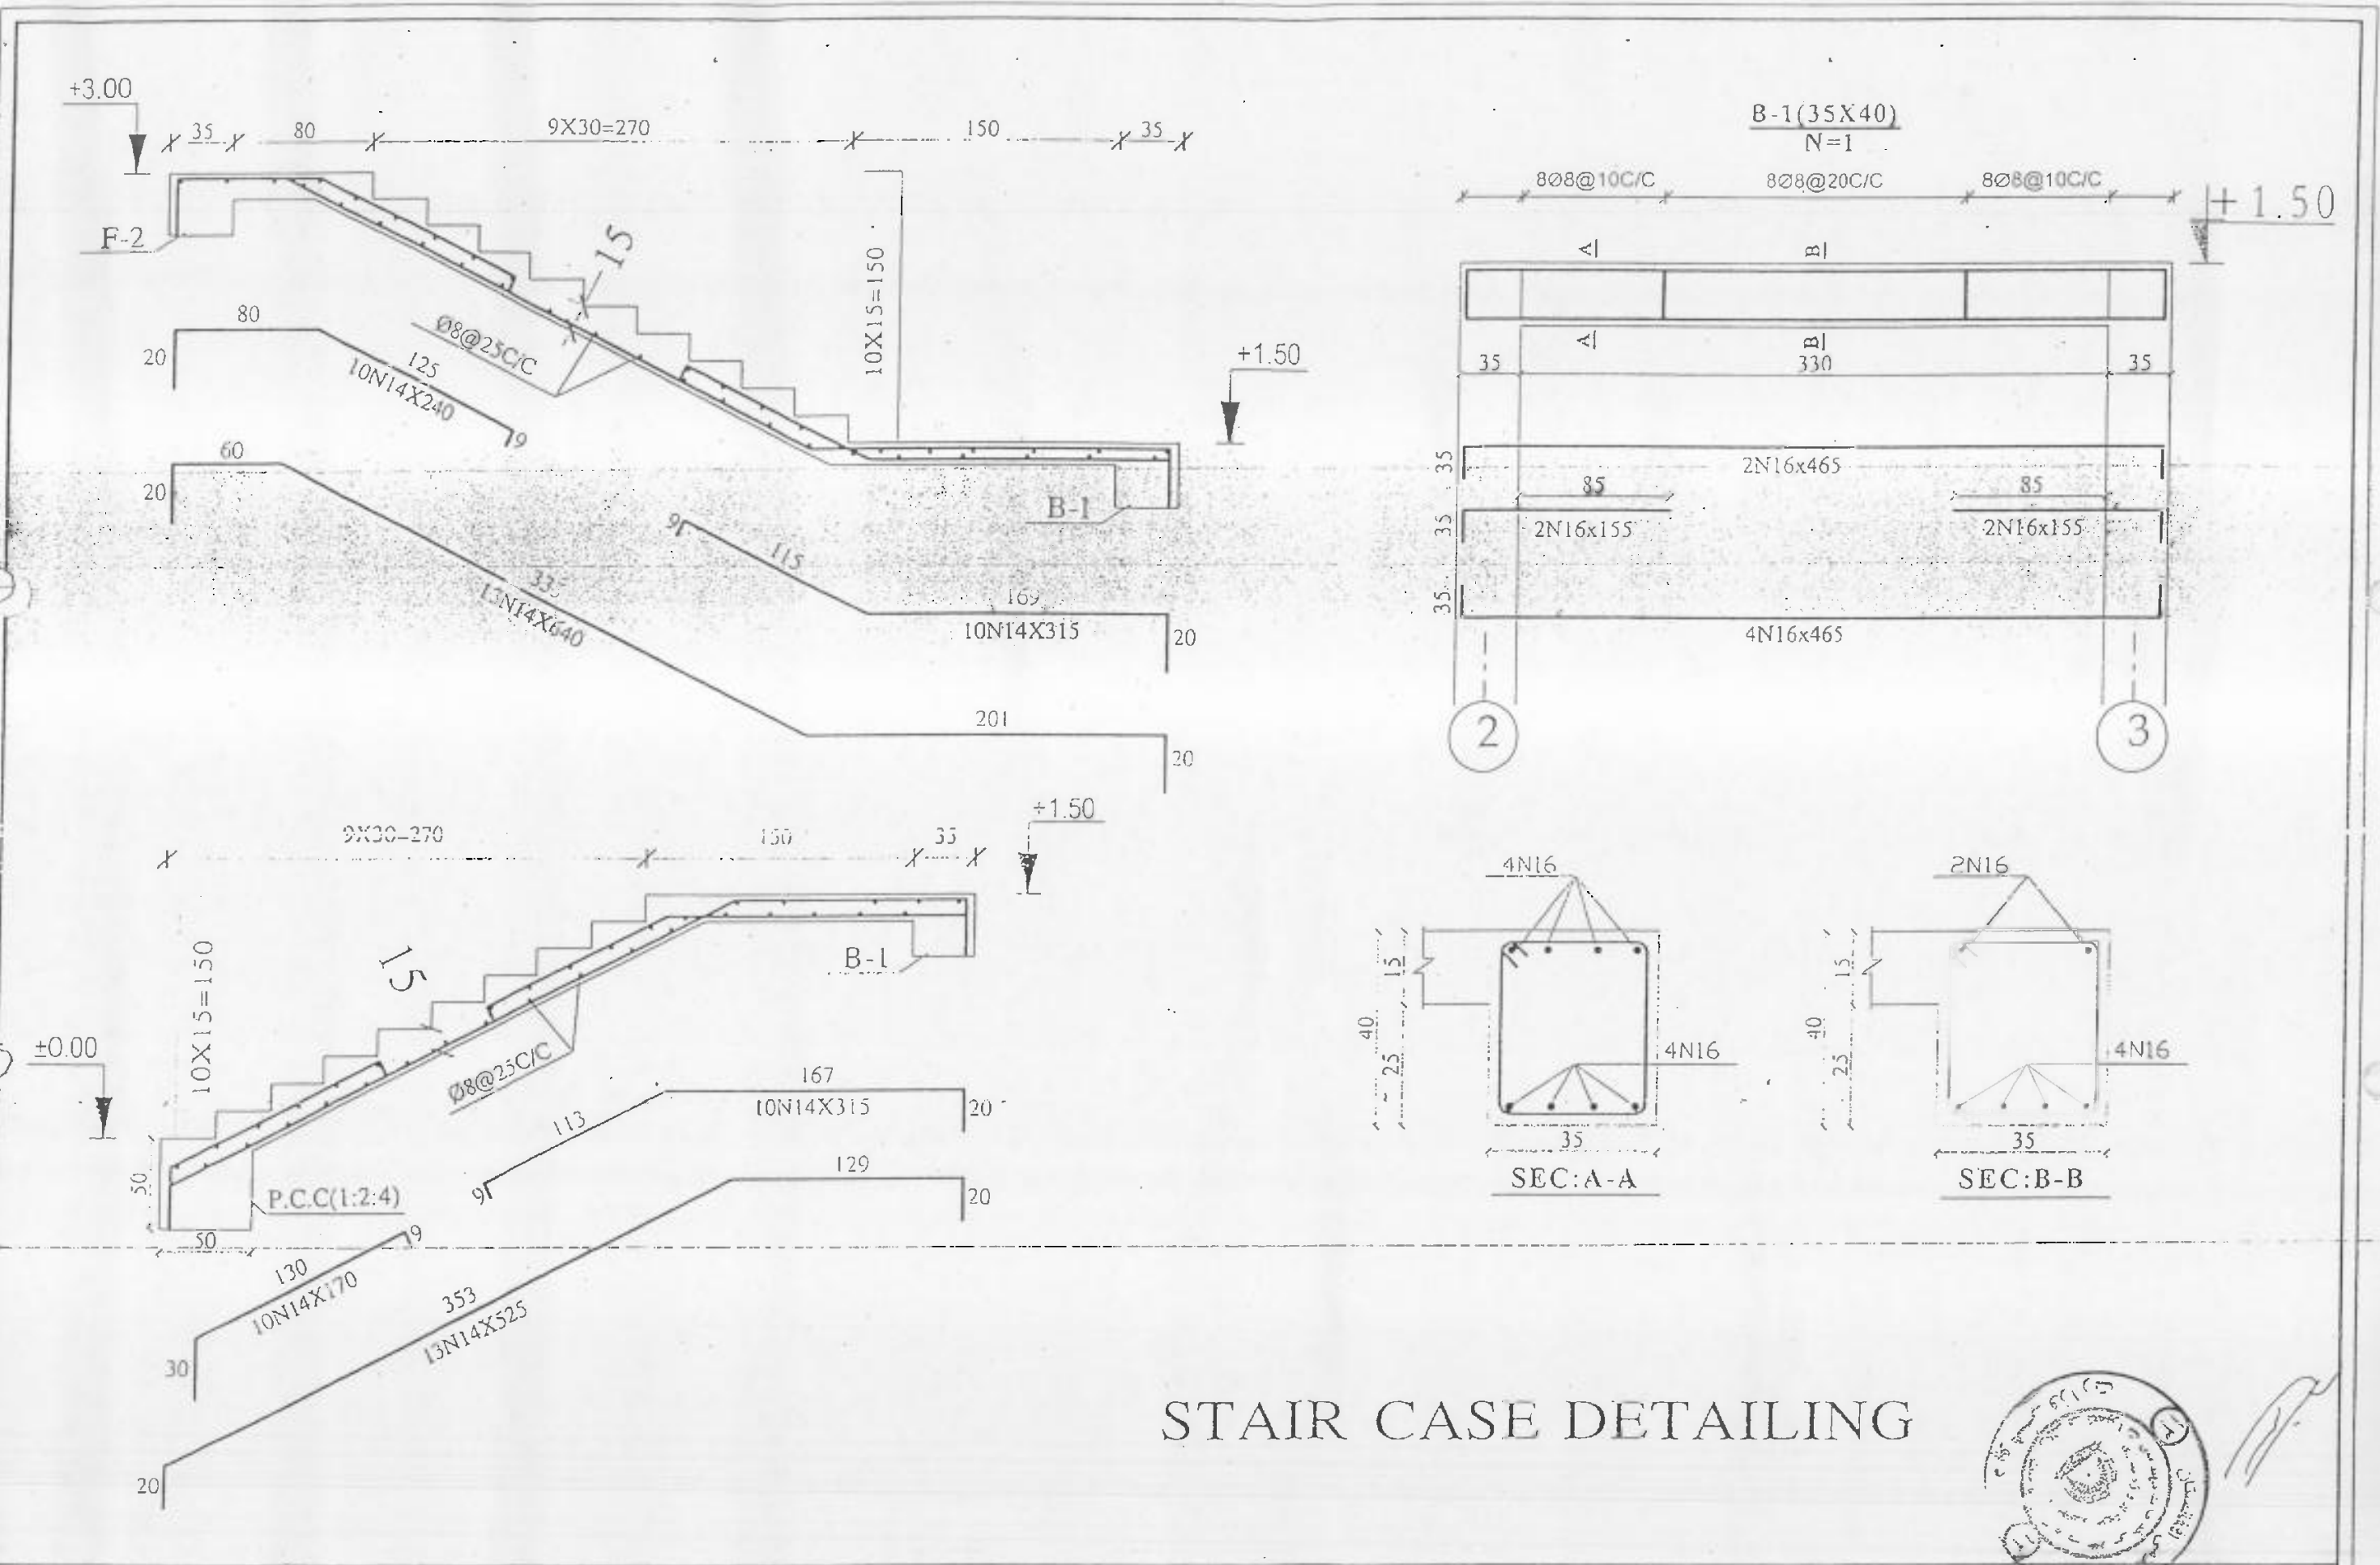 +3.00
35 80 9X30=270 150 35
F-2
15
Ø8@25C/C
10X15=150
+1.50
B-1
80
20
125
10N14X240
9
60
20
13N14X640
201
20
9
115
169
10N14X315
20
B-1(35X40)
N=1
8Ø8@10C/C 8Ø8@20C/C 8Ø8@10C/C
+1.50
A B
A B
35 330 35
35
2N16x465
85 85
35
2N16x155 2N16x155
35
4N16x465
2 3
+1.50
9X30=270 150 35
10X15=150
15
B-1
±0.00
Ø8@25C/C
50
P.C.C(1:2:4)
50
167
10N14X315
20
113
9
129
20
353
13N14X525
20
9
130
10N14X170
30
4N16
15
40
25
4N16
35
SEC:A-A
2N16
15
40
25
4N16
35
SEC:B-B
STAIR CASE DETAILING